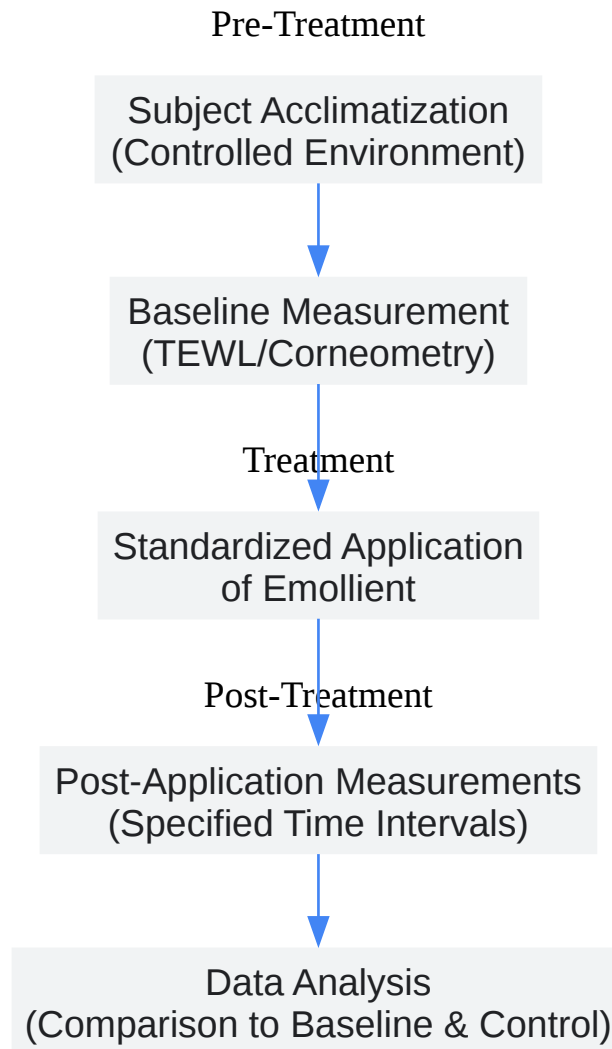 Pre-Treatment
Subject Acclimatization
(Controlled Environment)
Baseline Measurement
(TEWL/Corneometry)
Treatment
Standardized Application
of Emollient
Post-Treatment
Post-Application Measurements
(Specified Time Intervals)
Data Analysis
(Comparison to Baseline & Control)